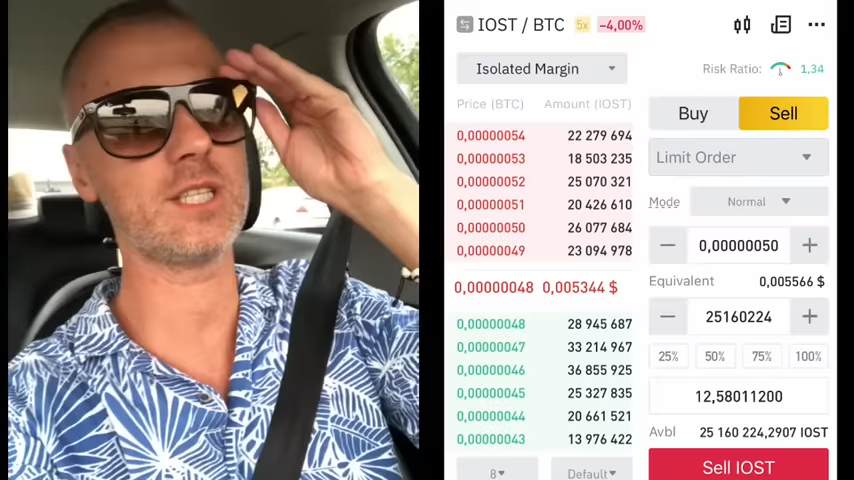 IOST / BTC 5x –4,00%
Isolated Margin
Risk Ratio: 1,34
Price (BTC) Amount (IOST)
0,00000054 22 279 694
0,00000053 18 503 235
0,00000052 25 070 321
0,00000051 20 426 610
0,00000050 26 077 684
0,00000049 23 094 978
0,00000048 0,005344 $
0,00000048 28 945 687
0,00000047 33 214 967
0,00000046 36 855 925
0,00000045 25 327 835
0,00000044 20 661 521
0,00000043 13 976 422
8 Default
Buy Sell
Limit Order
Mode Normal
— 0,00000050 +
Equivalent 0,005566 $
— 25160224 +
25% 50% 75% 100%
12,58011200
Avbl 25 160 224,2907 IOST
Sell IOST